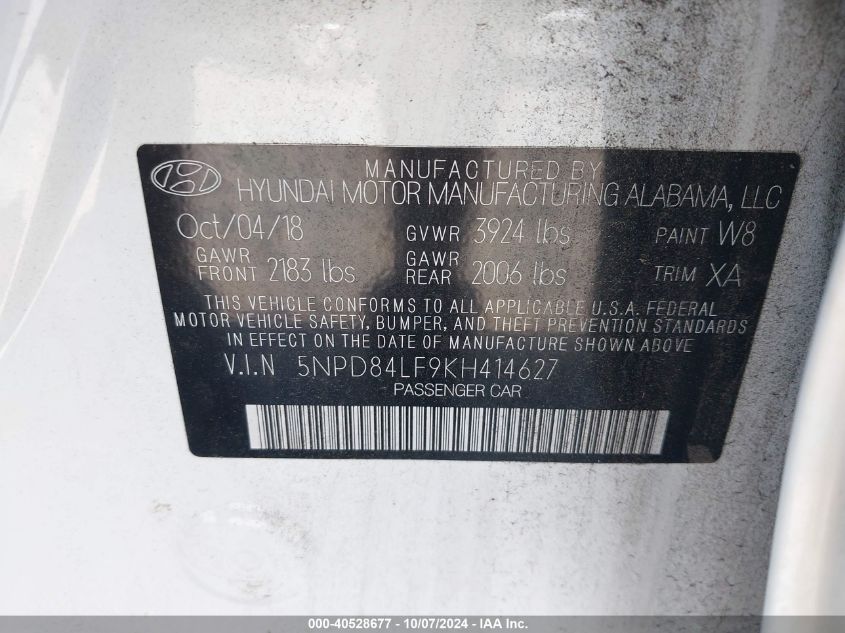 MANUFACTURED BY
HYUNDAI MOTOR MANUFACTURING ALABAMA, LLC
Oct/04/18 GVWR 3924 lbs PAINT W8
GAWR FRONT 2183 lbs GAWR REAR 2006 lbs TRIM XA
THIS VEHICLE CONFORMS TO ALL APPLICABLE U.S.A. FEDERAL
MOTOR VEHICLE SAFETY, BUMPER, AND THEFT PREVENTION STANDARDS
IN EFFECT ON THE DATE OF MANUFACTURE SHOWN ABOVE.
V.I.N 5NPD84LF9KH414627
PASSENGER CAR
000-40528677 - 10/07/2024 - IAAI.COM